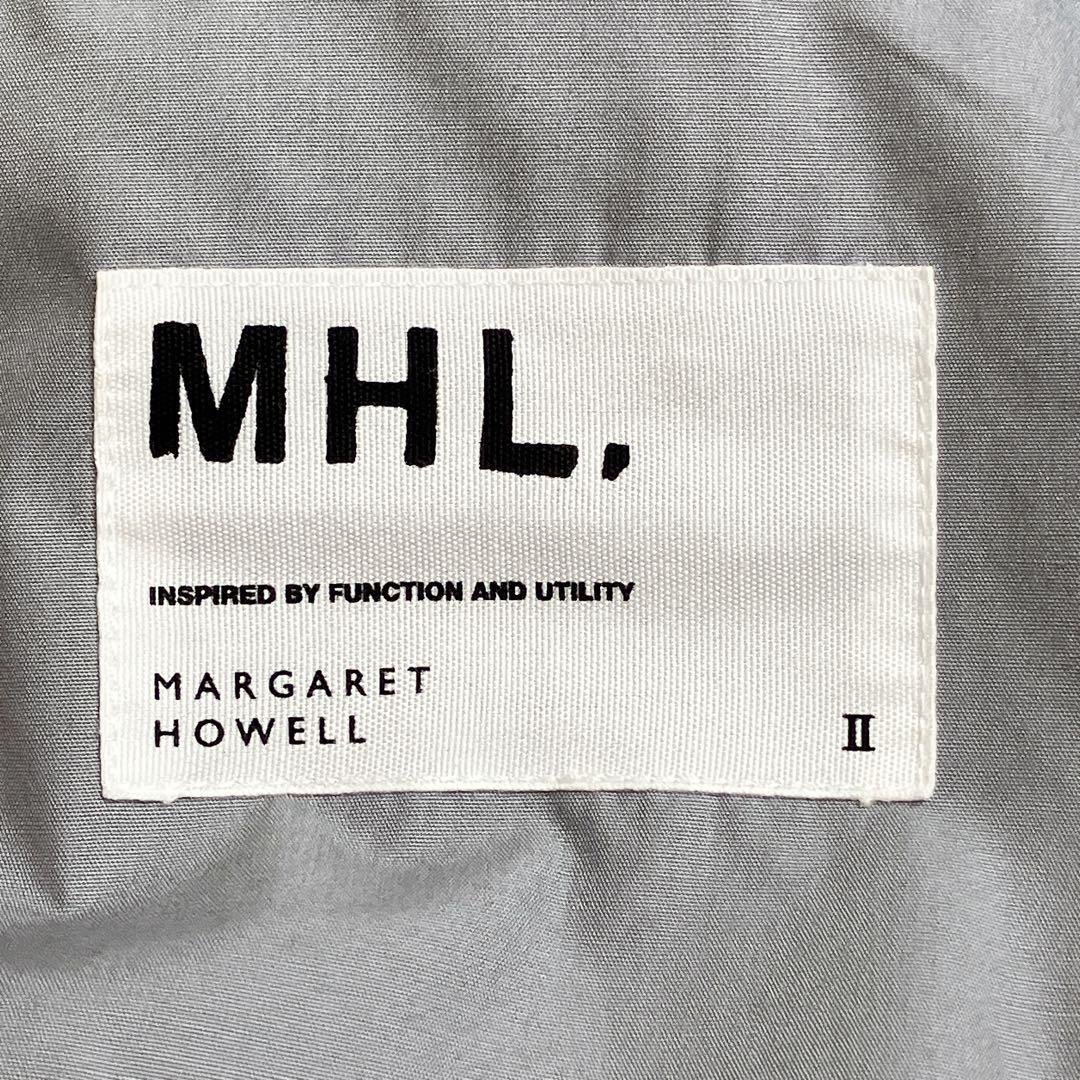 MHL,
INSPIRED BY FUNCTION AND UTILITY
MARGARET
HOWELL
II